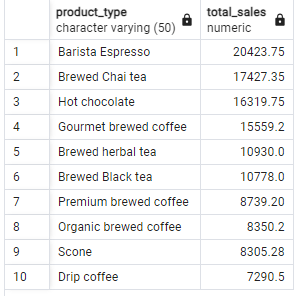 product_type total_sales
character varying (50) numeric
1 Barista Espresso 20423.75
2 Brewed Chai tea 17427.35
3 Hot chocolate 16319.75
4 Gourmet brewed coffee 15559.2
5 Brewed herbal tea 10930.0
6 Brewed Black tea 10778.0
7 Premium brewed coffee 8739.20
8 Organic brewed coffee 8350.2
9 Scone 8305.28
10 Drip coffee 7290.5